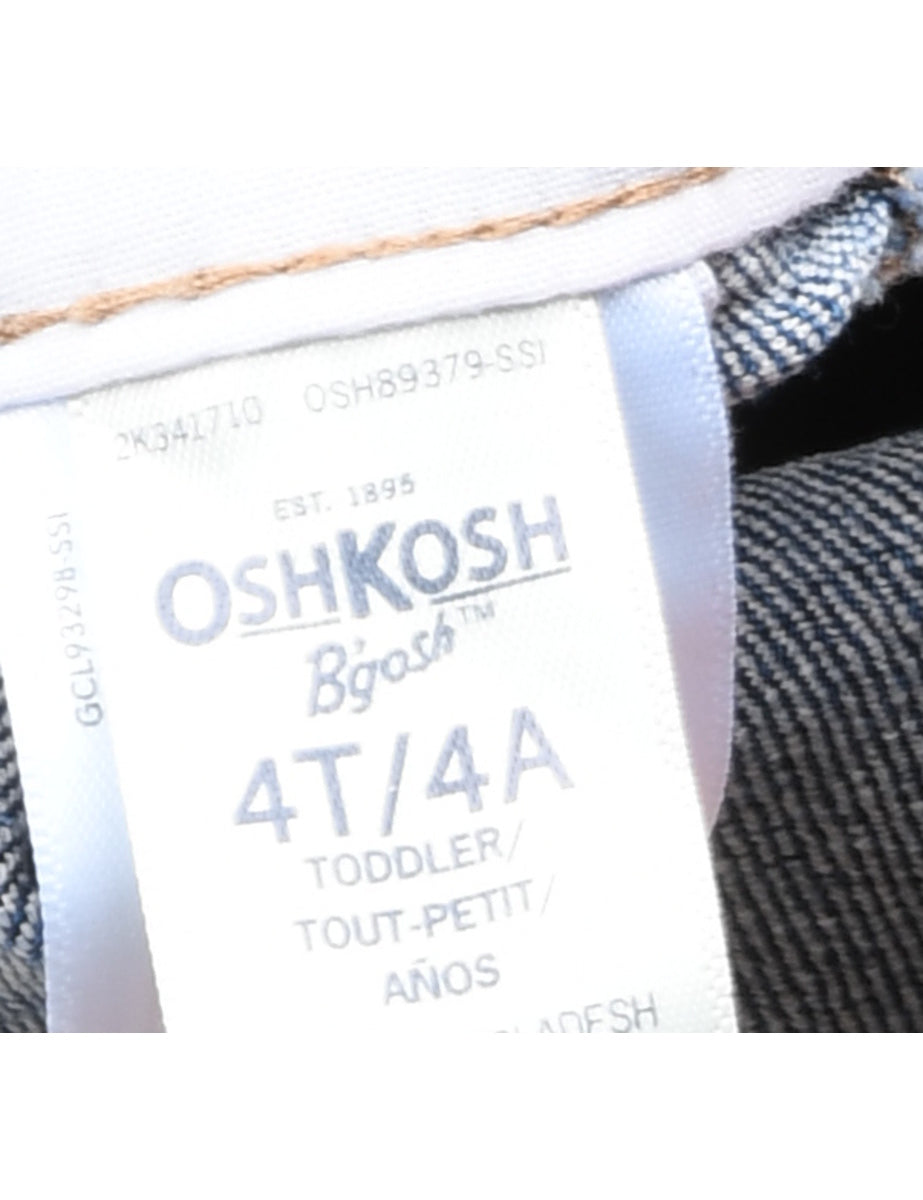 2K341710 OSH89379-SSI
EST. 1895
OSHKOSH
B'gosh™
4T/4A
TODDLER/
TOUT-PETIT/
AÑOS
GCL93298-SSI